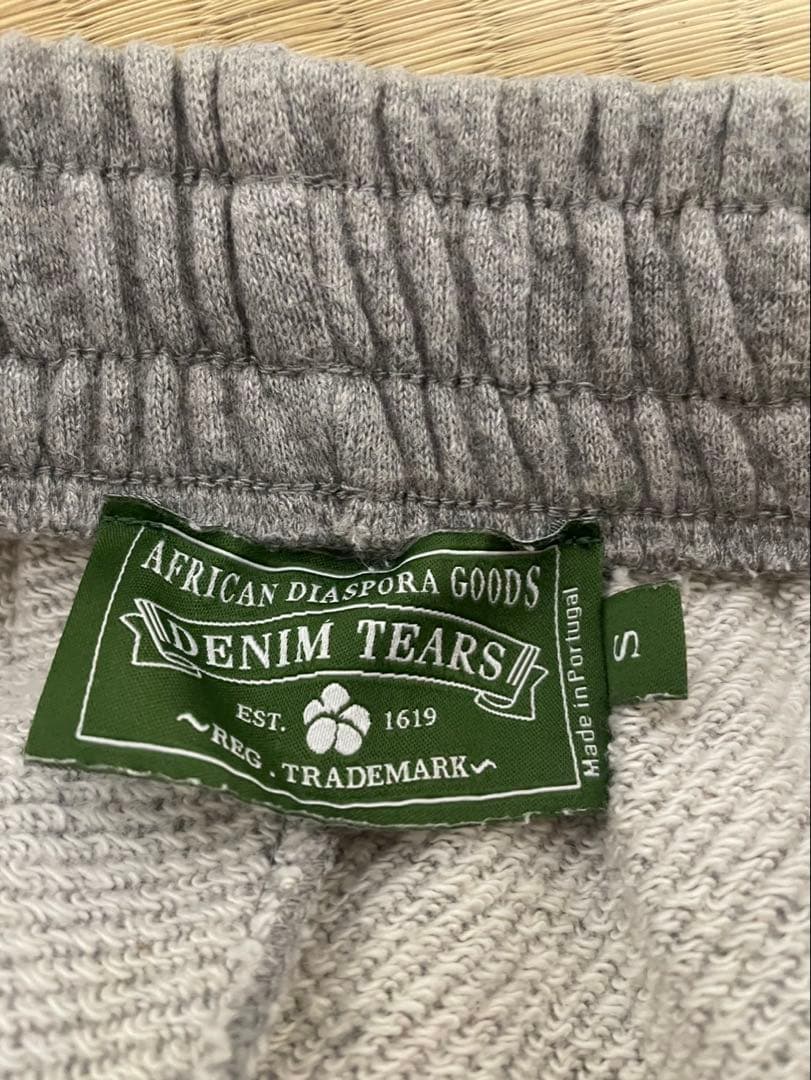 AFRICAN DIASPORA GOODS
DENIM TEARS
EST. 1619
~REG. TRADEMARK~
Made in Portugal
S